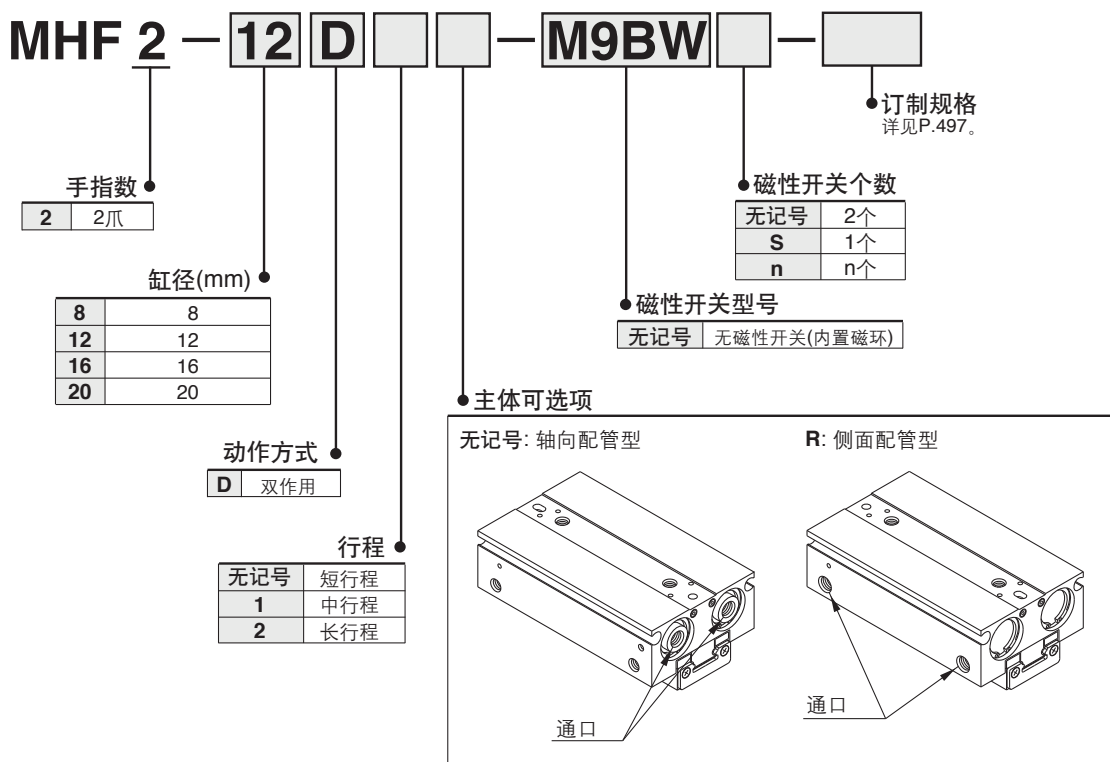 MHF 2 — 12 D — M9BW —
订制规格
详见P.497。
手指数
2 2爪
磁性开关个数
无记号 2个
S 1个
n n个
缸径(mm)
8 8
12 12
16 16
20 20
磁性开关型号
无记号 无磁性开关(内置磁环)
主体可选项
无记号: 轴向配管型
R: 侧面配管型
动作方式
D 双作用
行程
无记号 短行程
1 中行程
2 长行程
通口
通口